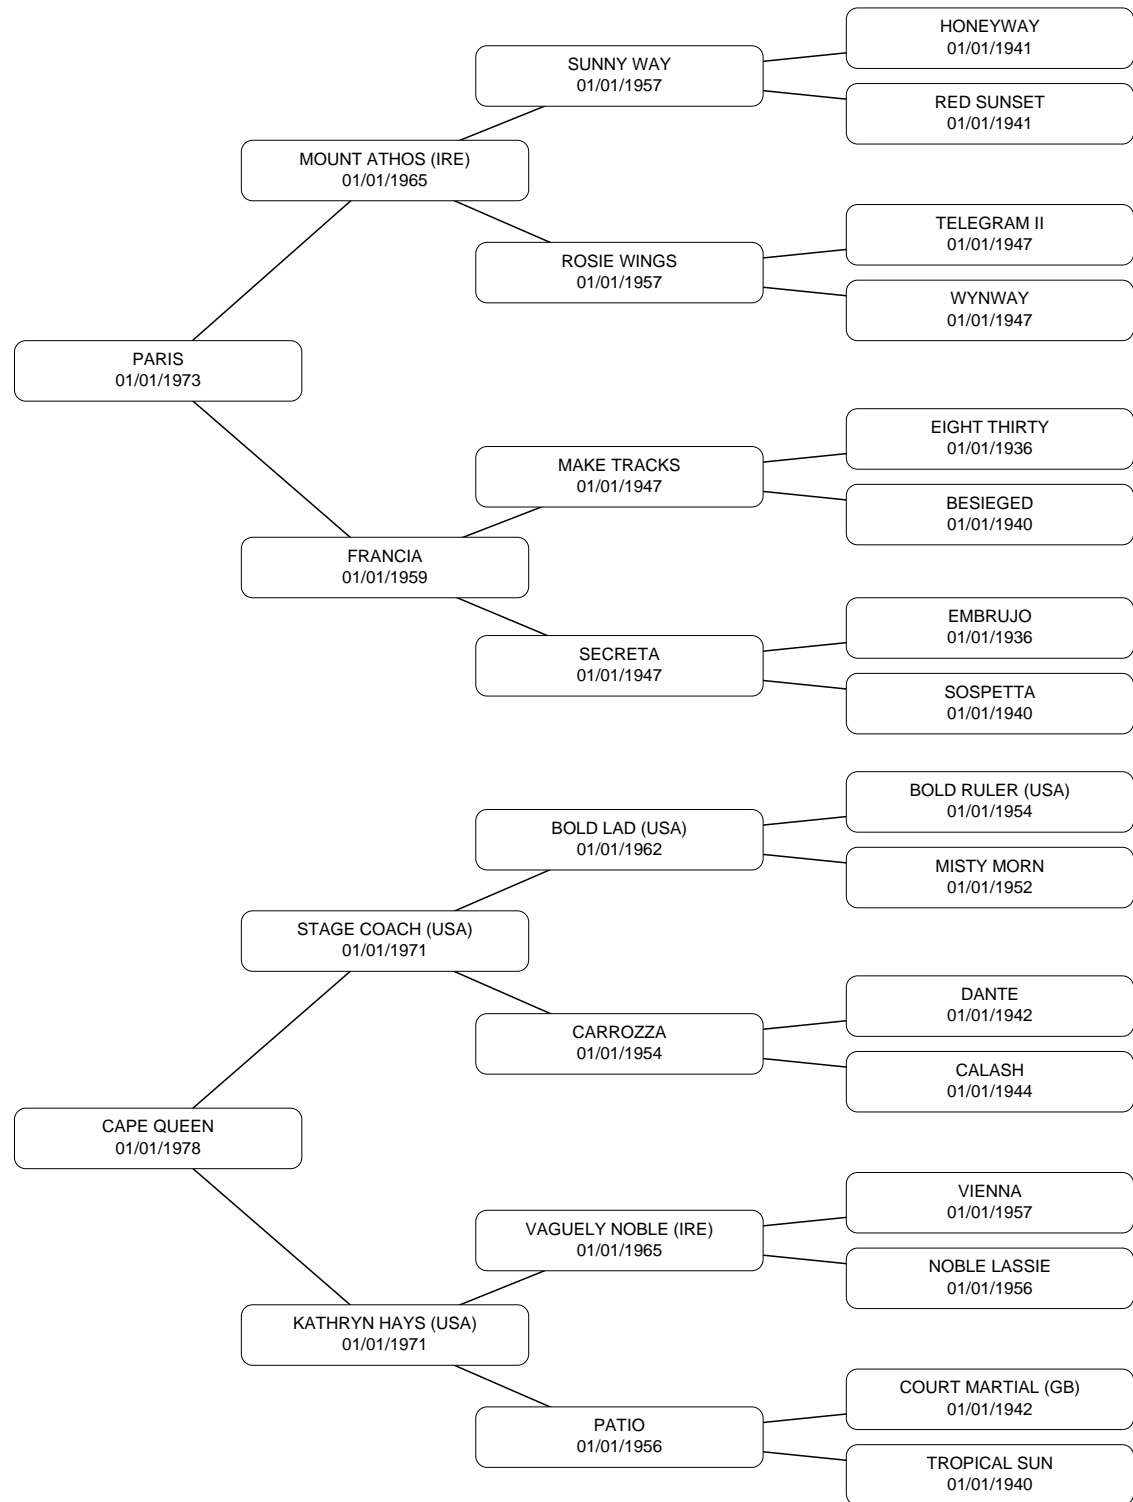 HONEYWAY
01/01/1941
SUNNY WAY
01/01/1957
RED SUNSET
01/01/1941
MOUNT ATHOS (IRE)
01/01/1965
TELEGRAM II
01/01/1947
ROSIE WINGS
01/01/1957
WYNWAY
01/01/1947
PARIS
01/01/1973
EIGHT THIRTY
01/01/1936
MAKE TRACKS
01/01/1947
BESIEGED
01/01/1940
FRANCIA
01/01/1959
EMBRUJO
01/01/1936
SECRETA
01/01/1947
SOSPETTA
01/01/1940
BOLD RULER (USA)
01/01/1954
BOLD LAD (USA)
01/01/1962
MISTY MORN
01/01/1952
STAGE COACH (USA)
01/01/1971
DANTE
01/01/1942
CARROZZA
01/01/1954
CALASH
01/01/1944
CAPE QUEEN
01/01/1978
VIENNA
01/01/1957
VAGUELY NOBLE (IRE)
01/01/1965
NOBLE LASSIE
01/01/1956
KATHRYN HAYS (USA)
01/01/1971
COURT MARTIAL (GB)
01/01/1942
PATIO
01/01/1956
TROPICAL SUN
01/01/1940